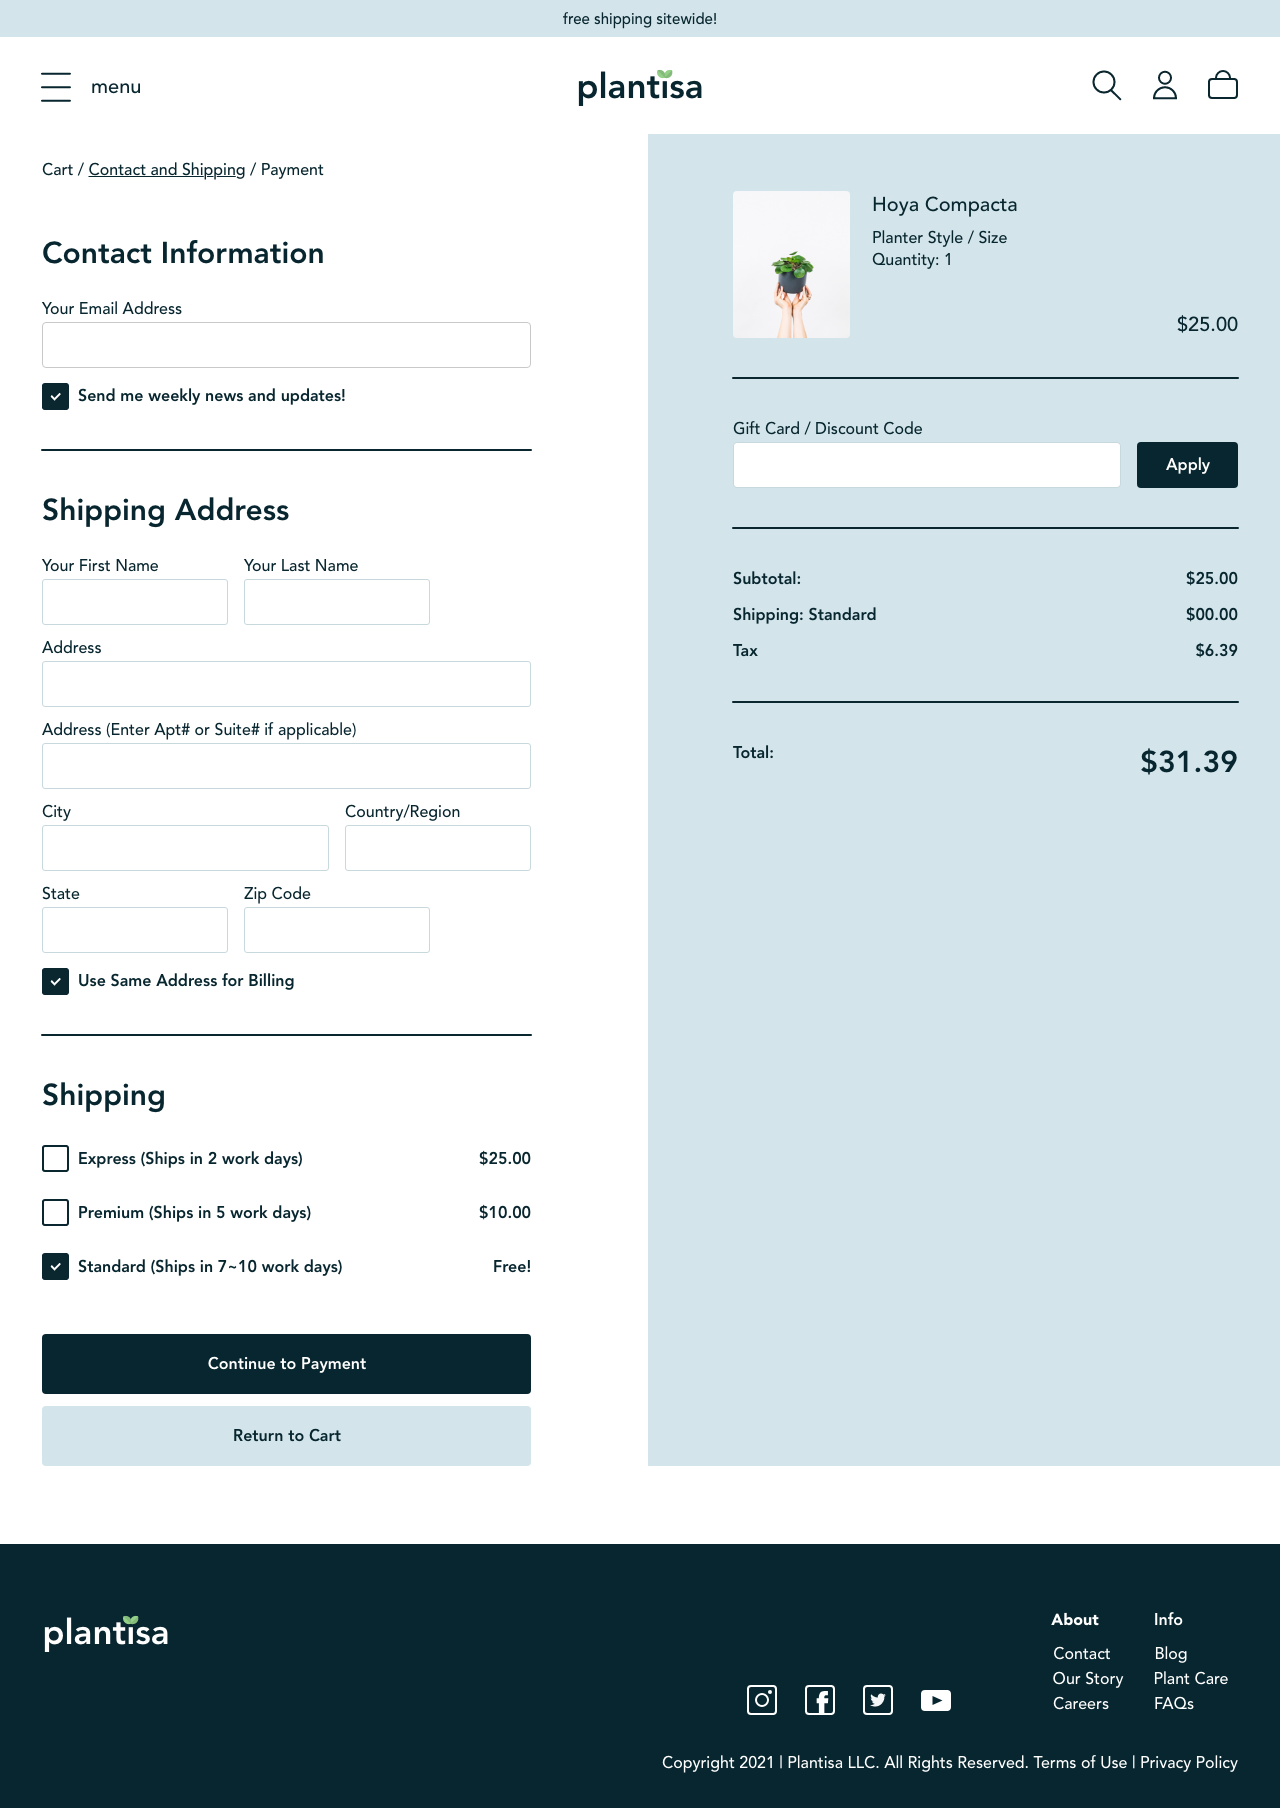 free shipping sitewide!
menu
plantisa
Cart / Contact and Shipping / Payment
Contact Information
Your Email Address
Send me weekly news and updates!
Shipping Address
Your First Name
Your Last Name
Address
Address (Enter Apt# or Suite# if applicable)
City
Country/Region
State
Zip Code
Use Same Address for Billing
Shipping
Express (Ships in 2 work days) $25.00
Premium (Ships in 5 work days) $10.00
Standard (Ships in 7~10 work days) Free!
Continue to Payment
Return to Cart
Hoya Compacta
Planter Style / Size
Quantity: 1
$25.00
Gift Card / Discount Code
Apply
Subtotal: $25.00
Shipping: Standard $00.00
Tax $6.39
Total: $31.39
plantisa
About
Contact
Our Story
Careers
Info
Blog
Plant Care
FAQs
Copyright 2021 | Plantisa LLC. All Rights Reserved. Terms of Use | Privacy Policy